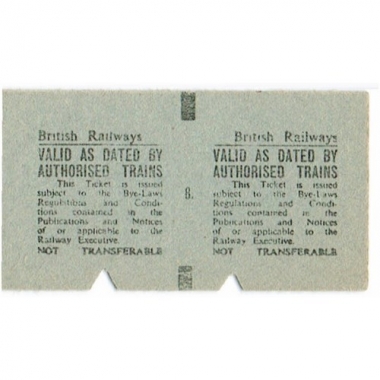 British Railways
VALID AS DATED BY
AUTHORISED TRAINS
This Ticket is issued
subject to the Bye-Laws
Regulations and Condi-
tions contained in the
Publications and Notices
of or applicable to the
Railway Executive.
NOT TRANSFERABLE
8.
British Railways
VALID AS DATED BY
AUTHORISED TRAINS
This Ticket is issued
subject to the Bye-Laws
Regulations and Condi-
tions contained in the
Publications and Notices
of or applicable to the
Railway Executive.
NOT TRANSFERABLE